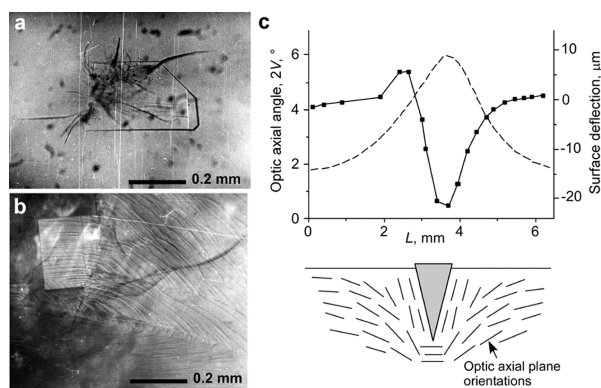 a
0.2 mm
b
0.2 mm
c
Optic axial angle, 2V, °
6
4
2
0
0
2
4
6
L, mm
10
0
-10
-20
Surface deflection, µm
Optic axial plane
orientations